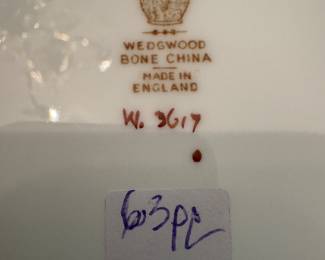 WEDGWOOD
BONE CHINA
MADE IN
ENGLAND
W. 3617
63pc